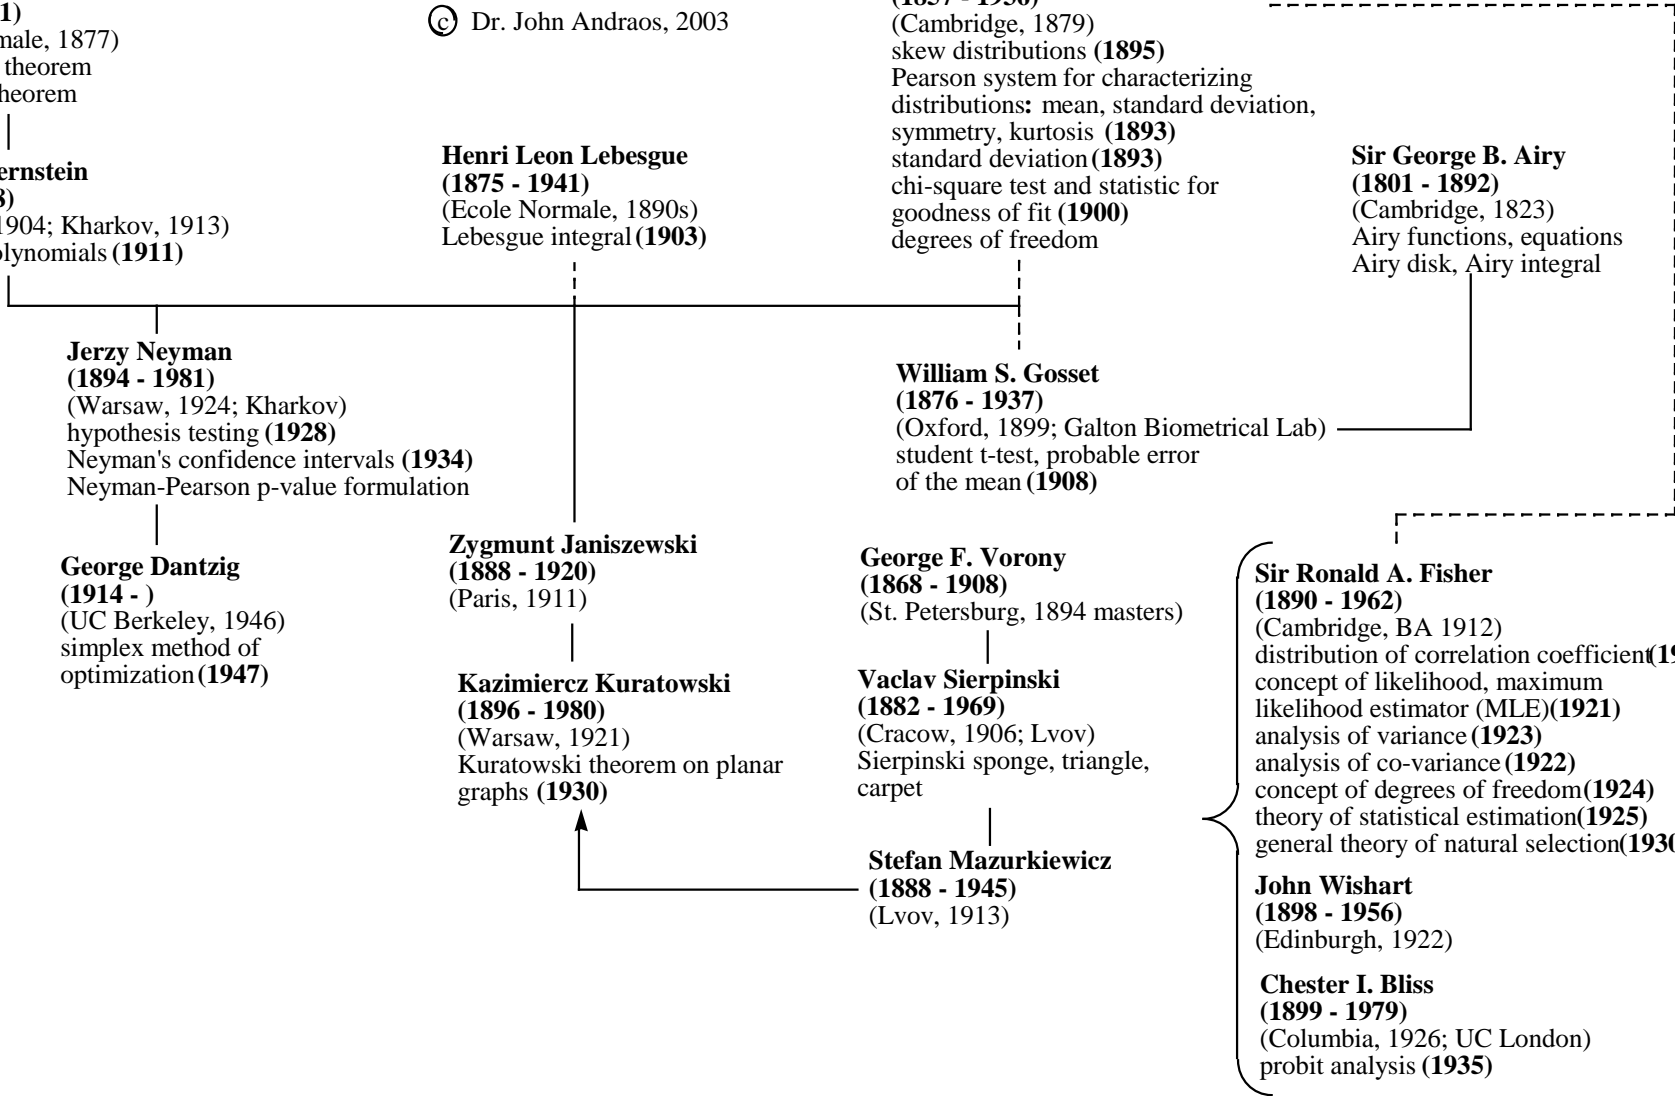 1)
male, 1877)
theorem
heorem
ernstein
8)
1904; Kharkov, 1913)
olynomials (1911)
© Dr. John Andraos, 2003
(1857 - 1936)
(Cambridge, 1879)
skew distributions (1895)
Pearson system for characterizing
distributions: mean, standard deviation,
symmetry, kurtosis (1893)
standard deviation (1893)
chi-square test and statistic for
goodness of fit (1900)
degrees of freedom
Henri Leon Lebesgue
(1875 - 1941)
(Ecole Normale, 1890s)
Lebesgue integral (1903)
Sir George B. Airy
(1801 - 1892)
(Cambridge, 1823)
Airy functions, equations
Airy disk, Airy integral
Jerzy Neyman
(1894 - 1981)
(Warsaw, 1924; Kharkov)
hypothesis testing (1928)
Neyman's confidence intervals (1934)
Neyman-Pearson p-value formulation
William S. Gosset
(1876 - 1937)
(Oxford, 1899; Galton Biometrical Lab)
student t-test, probable error
of the mean (1908)
George Dantzig
(1914 - )
(UC Berkeley, 1946)
simplex method of
optimization (1947)
Zygmunt Janiszewski
(1888 - 1920)
(Paris, 1911)
Kazimiercz Kuratowski
(1896 - 1980)
(Warsaw, 1921)
Kuratowski theorem on planar
graphs (1930)
George F. Vorony
(1868 - 1908)
(St. Petersburg, 1894 masters)
Vaclav Sierpinski
(1882 - 1969)
(Cracow, 1906; Lvov)
Sierpinski sponge, triangle,
carpet
Stefan Mazurkiewicz
(1888 - 1945)
(Lvov, 1913)
Sir Ronald A. Fisher
(1890 - 1962)
(Cambridge, BA 1912)
distribution of correlation coefficient(19
concept of likelihood, maximum
likelihood estimator (MLE)(1921)
analysis of variance (1923)
analysis of co-variance (1922)
concept of degrees of freedom(1924)
theory of statistical estimation(1925)
general theory of natural selection(1930
John Wishart
(1898 - 1956)
(Edinburgh, 1922)
Chester I. Bliss
(1899 - 1979)
(Columbia, 1926; UC London)
probit analysis (1935)